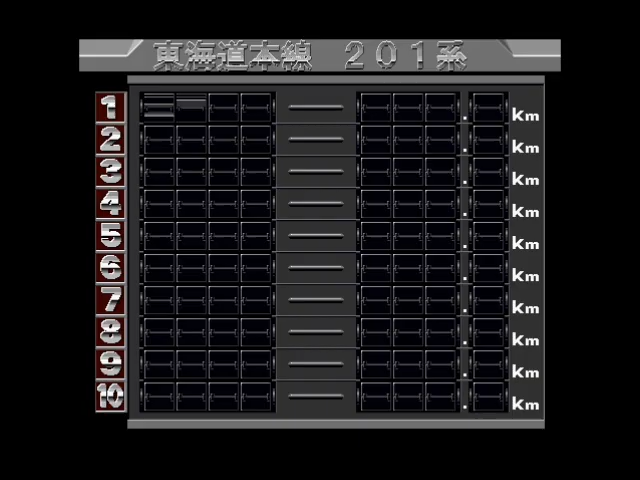 東海道本線 201系
1 . km
2 . km
3 . km
4 . km
5 . km
6 . km
7 . km
8 . km
9 . km
10 . km